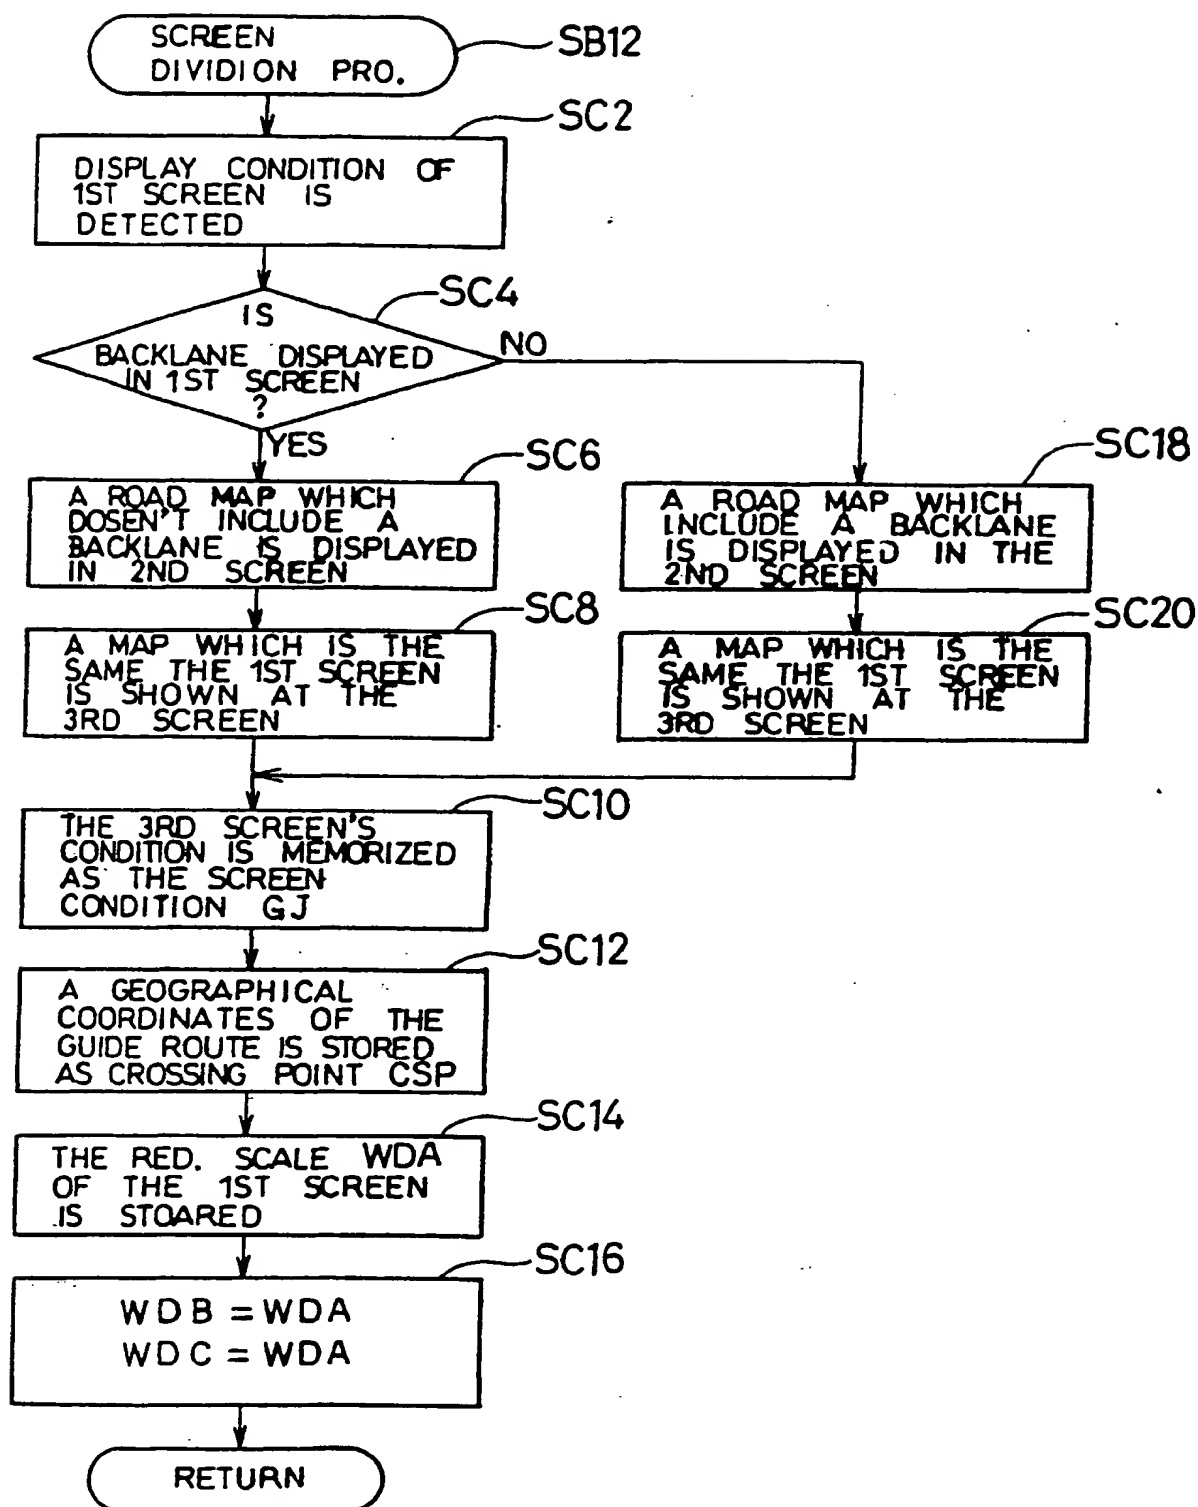 SCREEN
DIVIDION PRO.
SB12
SC2
DISPLAY CONDITION OF
1ST SCREEN IS
DETECTED
SC4
IS
BACKLANE DISPLAYED
IN 1ST SCREEN
?
NO
YES
SC6
A ROAD MAP WHICH
DOSEN'T INCLUDE A
BACKLANE IS DISPLAYED
IN 2ND SCREEN
SC18
A ROAD MAP WHICH
INCLUDE A BACKLANE
IS DISPLAYED IN THE
2ND SCREEN
SC8
A MAP WHICH IS THE
SAME THE 1ST SCREEN
IS SHOWN AT THE
3RD SCREEN
SC20
A MAP WHICH IS THE
SAME THE 1ST SCREEN
IS SHOWN AT THE
3RD SCREEN
SC10
THE 3RD SCREEN'S
CONDITION IS MEMORIZED
AS THE SCREEN
CONDITION GJ
SC12
A GEOGRAPHICAL
COORDINATES OF THE
GUIDE ROUTE IS STORED
AS CROSSING POINT CSP
SC14
THE RED. SCALE WDA
OF THE 1ST SCREEN
IS STOARED
SC16
WDB = WDA
WDC = WDA
RETURN